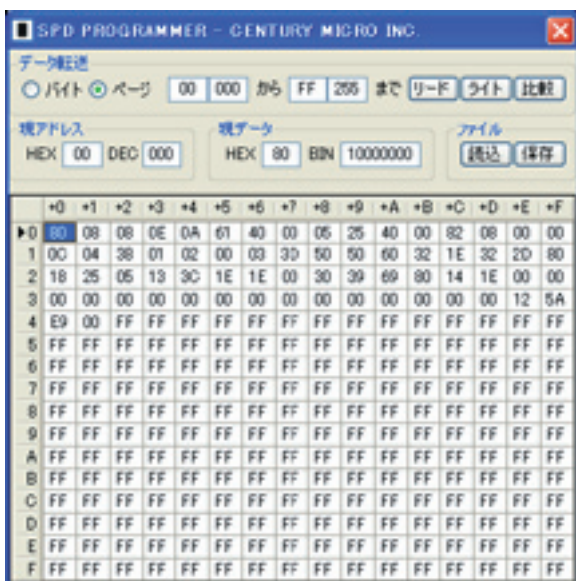 SPD PROGRAMMER - CENTURY MICRO INC.
データ転送
バイト ページ 00 000 から FF 255 まで リード ライト 比較
現アドレス 現データ ファイル
HEX 00 DEC 000 HEX 80 BIN 10000000 読込 保存
+0 +1 +2 +3 +4 +5 +6 +7 +8 +9 +A +B +C +D +E +F
0 80 08 08 0E 0A 61 40 00 05 25 40 00 82 08 00 00
1 0C 04 38 01 02 00 03 3D 50 50 60 32 1E 32 2D 80
2 18 25 05 13 3C 1E 1E 00 30 39 69 80 14 1E 00 00
3 00 00 00 00 00 00 00 00 00 00 00 00 00 00 12 5A
4 E9 00 FF FF FF FF FF FF FF FF FF FF FF FF FF FF
5 FF FF FF FF FF FF FF FF FF FF FF FF FF FF FF FF
6 FF FF FF FF FF FF FF FF FF FF FF FF FF FF FF FF
7 FF FF FF FF FF FF FF FF FF FF FF FF FF FF FF FF
8 FF FF FF FF FF FF FF FF FF FF FF FF FF FF FF FF
9 FF FF FF FF FF FF FF FF FF FF FF FF FF FF FF FF
A FF FF FF FF FF FF FF FF FF FF FF FF FF FF FF FF
B FF FF FF FF FF FF FF FF FF FF FF FF FF FF FF FF
C FF FF FF FF FF FF FF FF FF FF FF FF FF FF FF FF
D FF FF FF FF FF FF FF FF FF FF FF FF FF FF FF FF
E FF FF FF FF FF FF FF FF FF FF FF FF FF FF FF FF
F FF FF FF FF FF FF FF FF FF FF FF FF FF FF FF FF